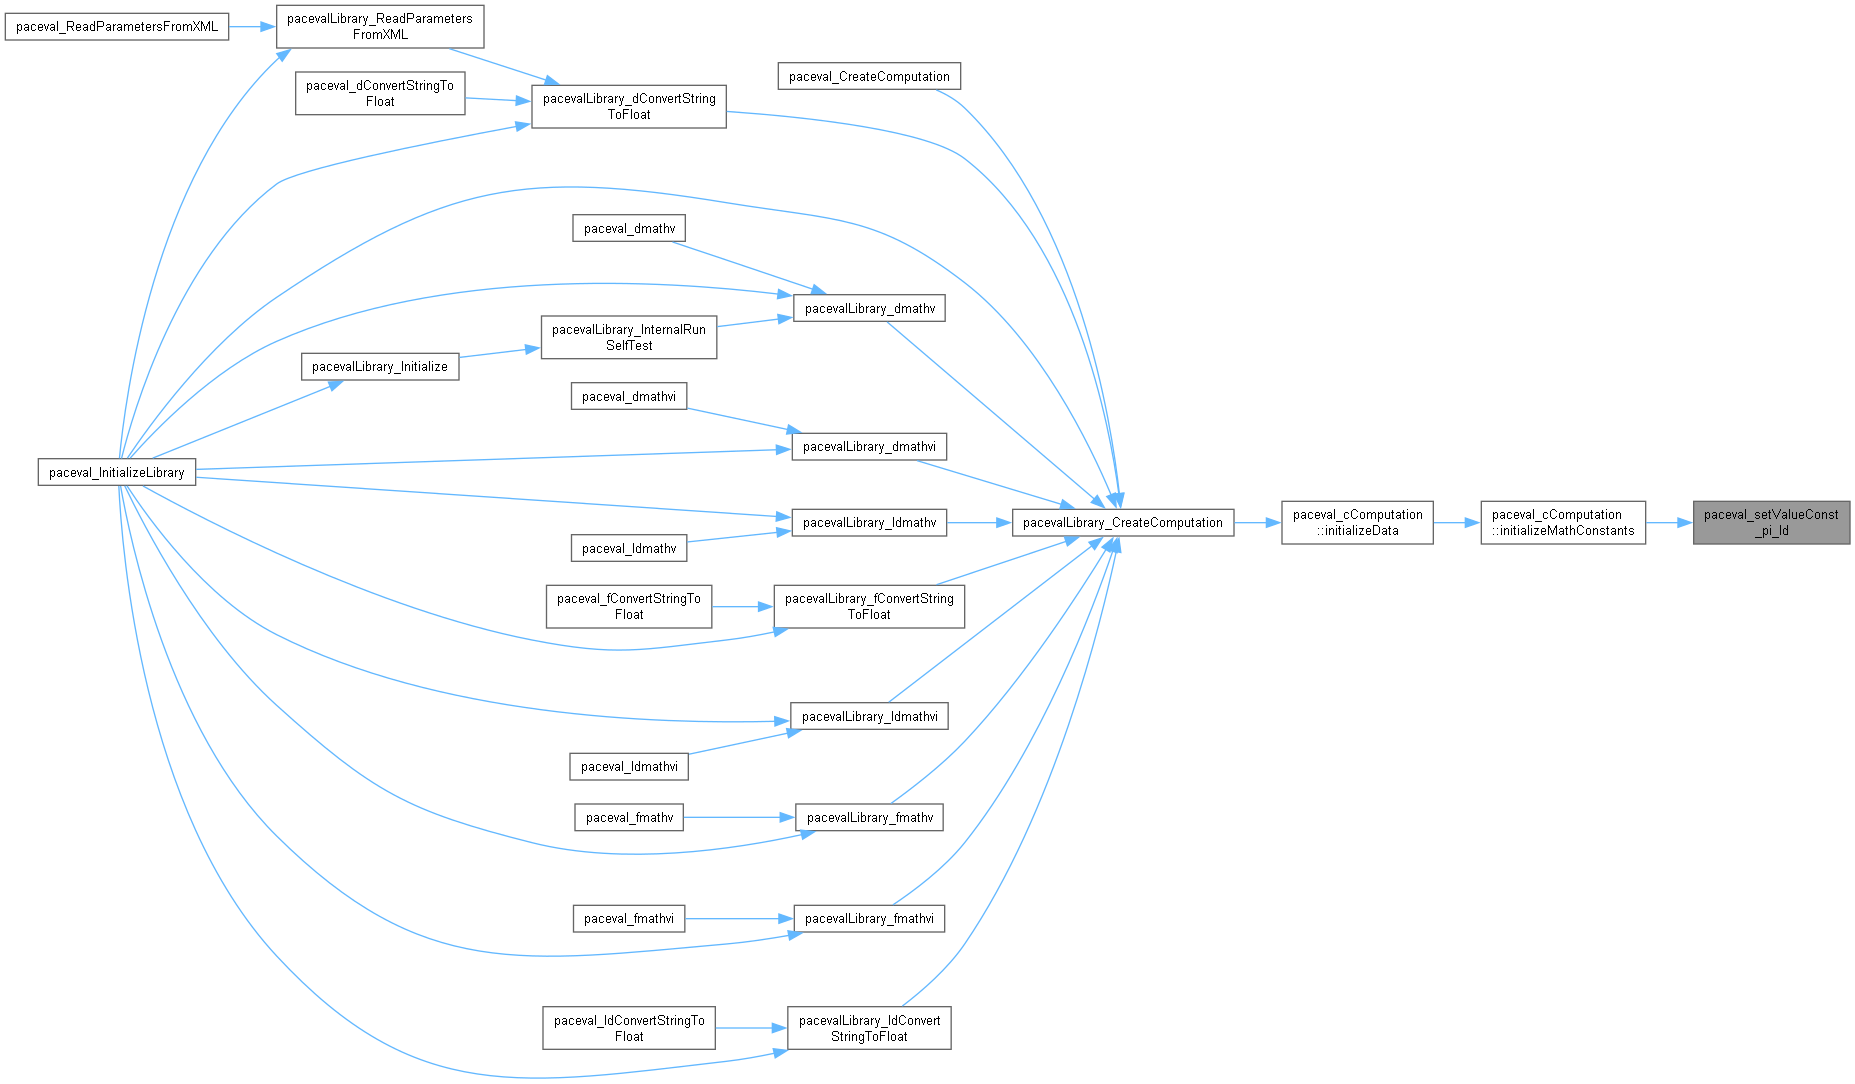 paceval_ReadParametersFromXML
pacevalLibrary_ReadParameters
FromXML
paceval_CreateComputation
paceval_dConvertStringTo
Float
pacevalLibrary_dConvertString
ToFloat
paceval_dmathv
pacevalLibrary_dmathv
pacevalLibrary_InternalRun
SelfTest
pacevalLibrary_Initialize
paceval_dmathvi
pacevalLibrary_dmathvi
paceval_InitializeLibrary
pacevalLibrary_ldmathv
paceval_ldmathv
pacevalLibrary_CreateComputation
paceval_cComputation
::initializeData
paceval_cComputation
::initializeMathConstants
paceval_setValueConst
_pi_ld
paceval_fConvertStringTo
Float
pacevalLibrary_fConvertString
ToFloat
pacevalLibrary_ldmathvi
paceval_ldmathvi
paceval_fmathv
pacevalLibrary_fmathv
paceval_fmathvi
pacevalLibrary_fmathvi
paceval_ldConvertStringTo
Float
pacevalLibrary_ldConvert
StringToFloat